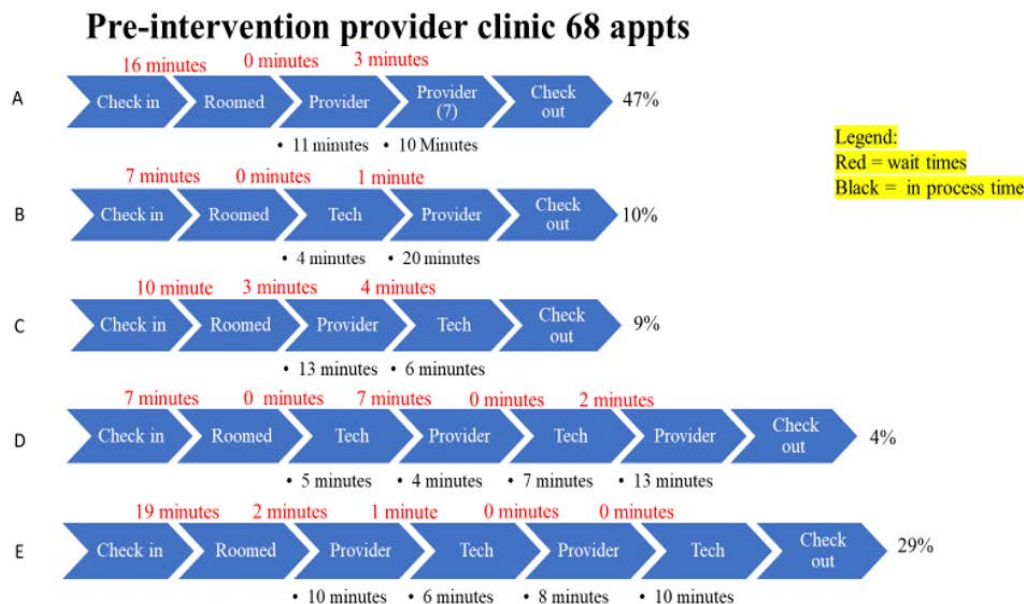 Pre-intervention provider clinic 68 appts
16 minutes 0 minutes 3 minutes
A Check in Roomed Provider Provider (7) Check out 47%
• 11 minutes • 10 Minutes
Legend:
Red = wait times
Black = in process time
7 minutes 0 minutes 1 minute
B Check in Roomed Tech Provider Check out 10%
• 4 minutes • 20 minutes
10 minute 3 minutes 4 minutes
C Check in Roomed Provider Tech Check out 9%
• 13 minutes • 6 minuntes
7 minutes 0 minutes 7 minutes 0 minutes 2 minutes
D Check in Roomed Tech Provider Tech Provider Check out 4%
• 5 minutes • 4 minutes • 7 minutes • 13 minutes
19 minutes 2 minutes 1 minute 0 minutes 0 minutes
E Check in Roomed Provider Tech Provider Tech Check out 29%
• 10 minutes • 6 minutes • 8 minutes • 10 minutes